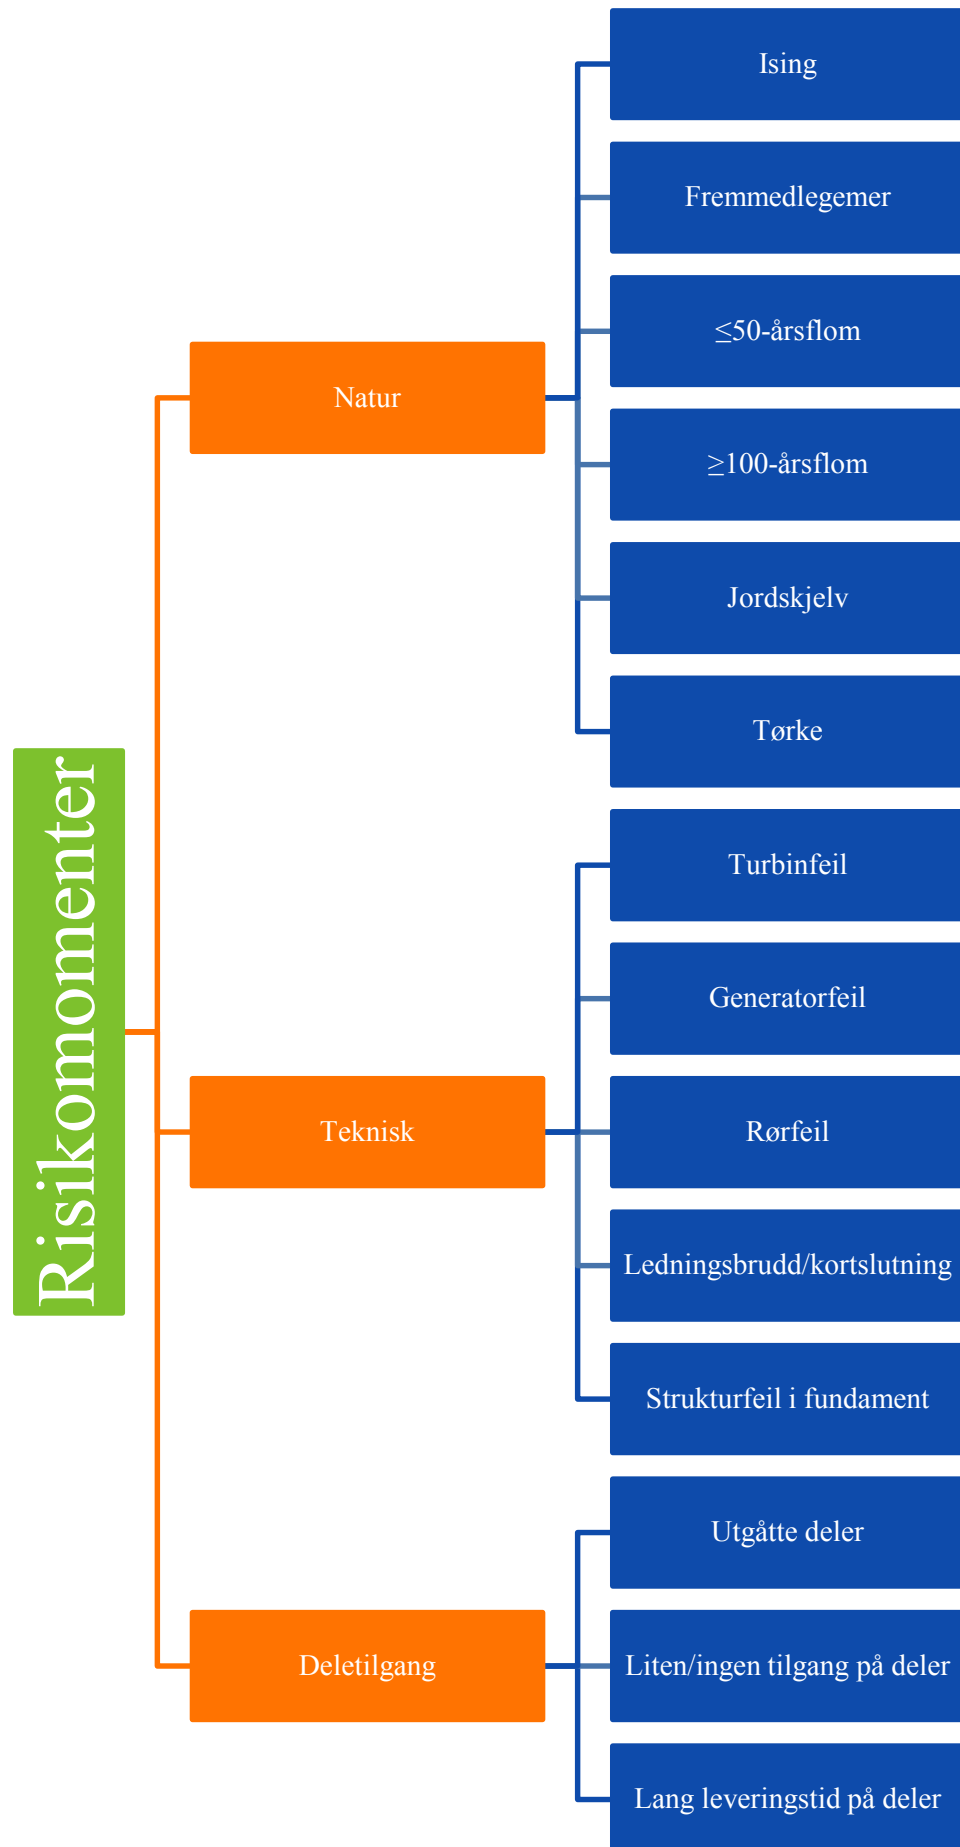 Risikomomenter
Natur
Ising
Fremmedlegemer
≤50-årsflom
≥100-årsflom
Jordskjelv
Tørke
Teknisk
Turbinfeil
Generatorfeil
Rørfeil
Ledningsbrudd/kortslutning
Strukturfeil i fundament
Deletilgang
Utgåtte deler
Liten/ingen tilgang på deler
Lang leveringstid på deler